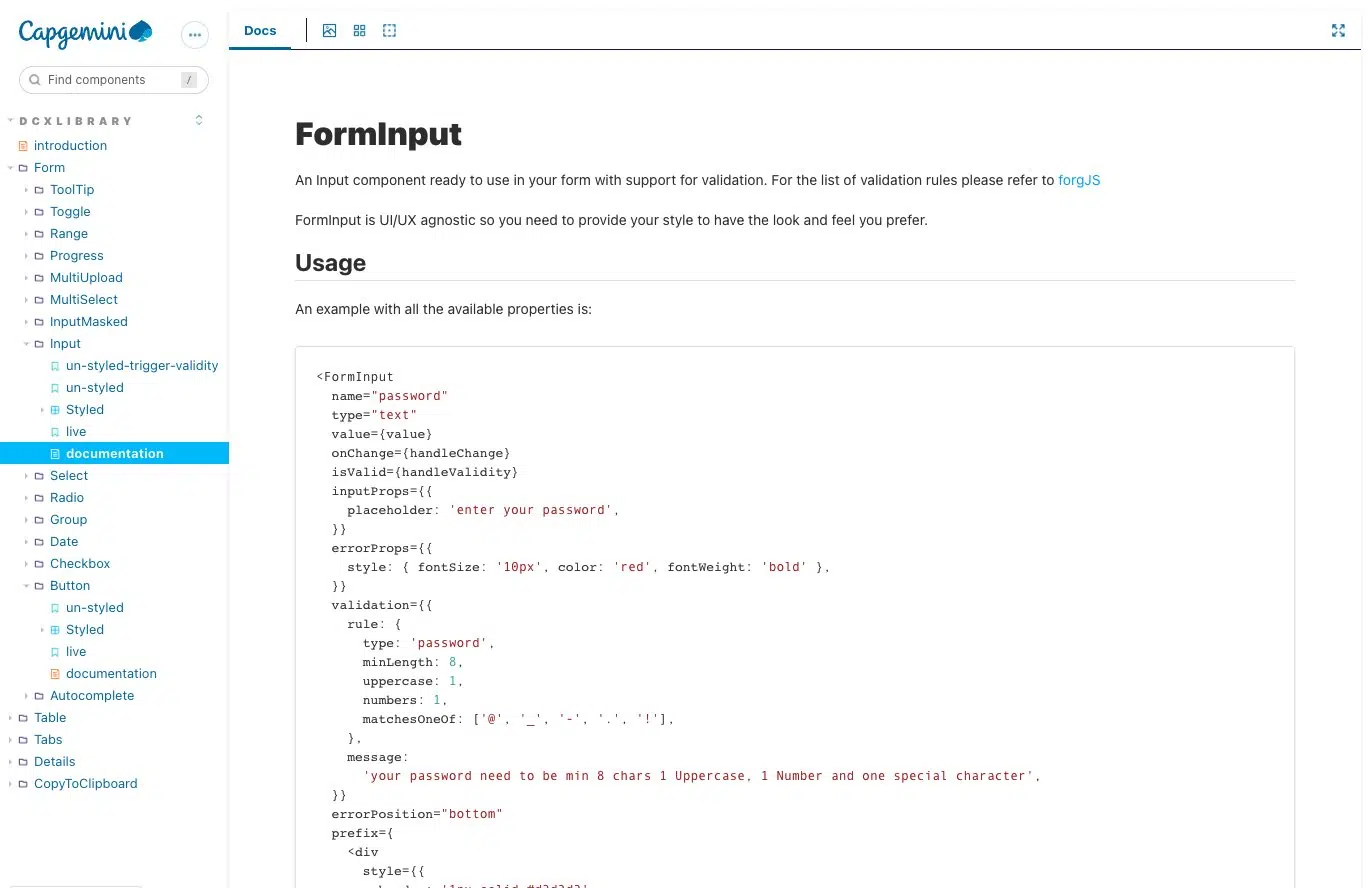 Capgemini
Find components
/
DCXLIBRARY
introduction
Form
ToolTip
Toggle
Range
Progress
MultiUpload
MultiSelect
InputMasked
Input
un-styled-trigger-validity
un-styled
Styled
live
documentation
Select
Radio
Group
Date
Checkbox
Button
un-styled
Styled
live
documentation
Autocomplete
Table
Tabs
Details
CopyToClipboard
Docs
FormInput
An Input component ready to use in your form with support for validation. For the list of validation rules please refer to forgJS
FormInput is UI/UX agnostic so you need to provide your style to have the look and feel you prefer.
Usage
An example with all the available properties is:
<FormInput
name="password"
type="text"
value={value}
onChange={handleChange}
isValid={handleValidity}
inputProps={{
placeholder: 'enter your password',
}}
errorProps={{
style: { fontSize: '10px', color: 'red', fontWeight: 'bold' },
}}
validation={{
rule: {
type: 'password',
minLength: 8,
uppercase: 1,
numbers: 1,
matchesOneOf: ['@', '_', '-', '.', '!'],
},
message:
'your password need to be min 8 chars 1 Uppercase, 1 Number and one special character',
}}
errorPosition="bottom"
prefix={
<div
style={{